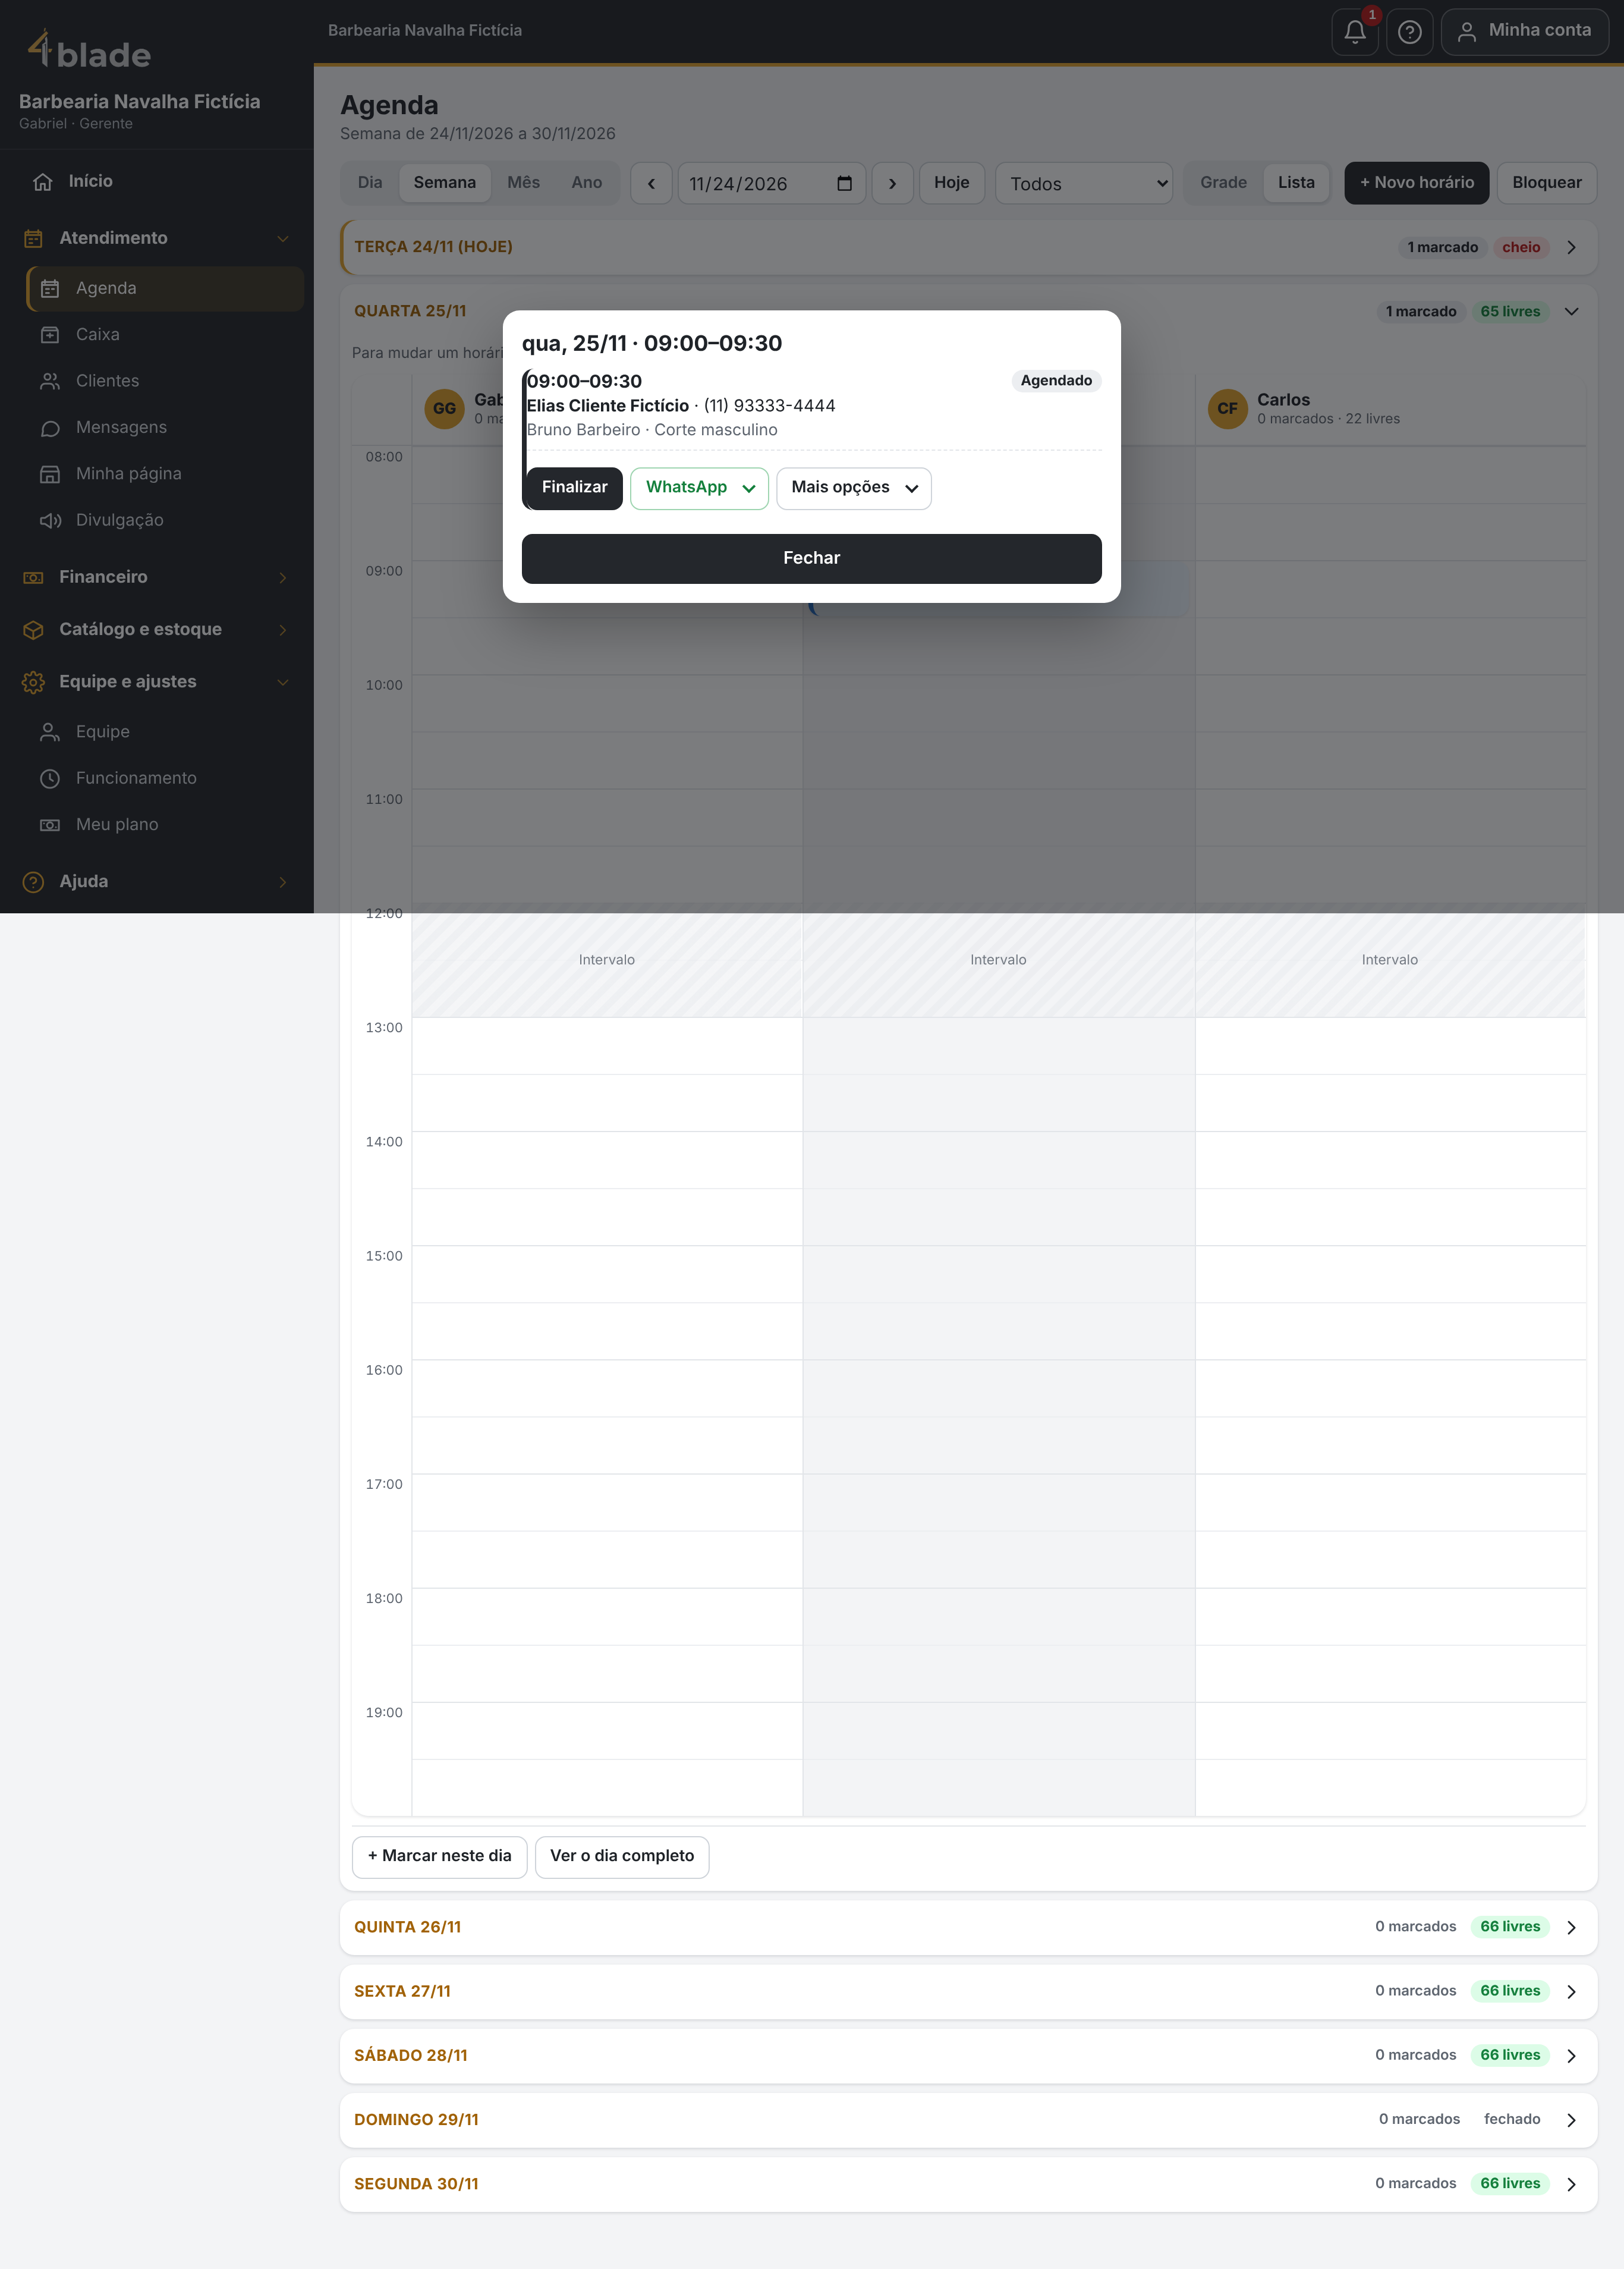 4blade
Barbearia Navalha Fictícia
Gabriel · Gerente
Início
Atendimento
Agenda
Caixa
Clientes
Mensagens
Minha página
Divulgação
Financeiro
Catálogo e estoque
Equipe e ajustes
Equipe
Funcionamento
Meu plano
Ajuda
Barbearia Navalha Fictícia
1
Minha conta
Agenda
Semana de 24/11/2026 a 30/11/2026
Dia Semana Mês Ano ‹ 11/24/2026 › Hoje Todos Grade Lista + Novo horário Bloquear
TERÇA 24/11 (HOJE) 1 marcado cheio
QUARTA 25/11 1 marcado 65 livres
Para mudar um horári
GG Gab
0 ma
CF Carlos
0 marcados · 22 livres
qua, 25/11 · 09:00–09:30
09:00–09:30 Agendado
Elias Cliente Fictício · (11) 93333-4444
Bruno Barbeiro · Corte masculino
Finalizar WhatsApp Mais opções
Fechar
08:00
09:00
10:00
11:00
12:00
Intervalo Intervalo Intervalo
13:00
14:00
15:00
16:00
17:00
18:00
19:00
+ Marcar neste dia Ver o dia completo
QUINTA 26/11 0 marcados 66 livres
SEXTA 27/11 0 marcados 66 livres
SÁBADO 28/11 0 marcados 66 livres
DOMINGO 29/11 0 marcados fechado
SEGUNDA 30/11 0 marcados 66 livres